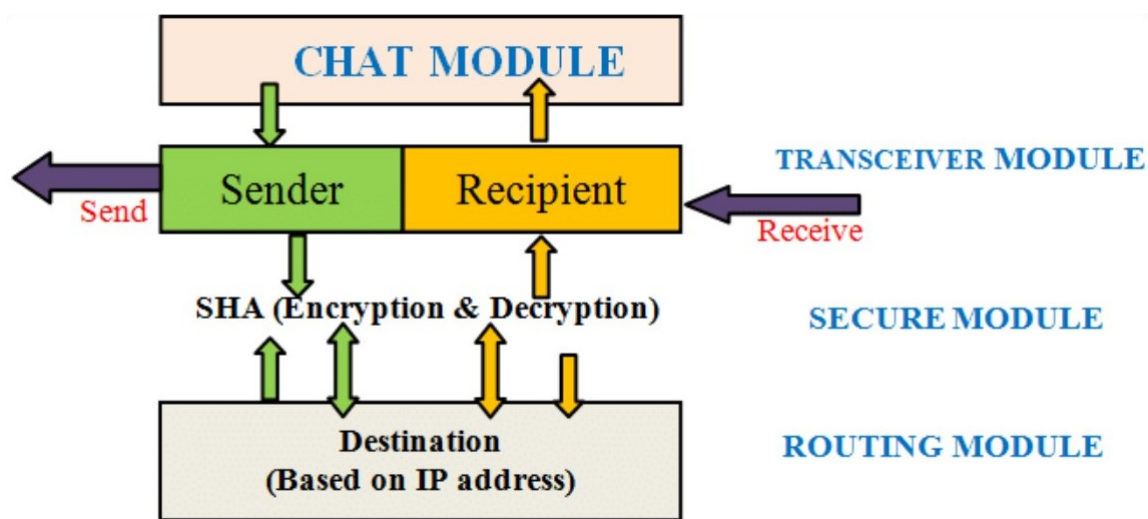 CHAT MODULE
Sender
Recipient
TRANSCEIVER MODULE
Send
Receive
SHA (Encryption & Decryption)
SECURE MODULE
Destination
(Based on IP address)
ROUTING MODULE